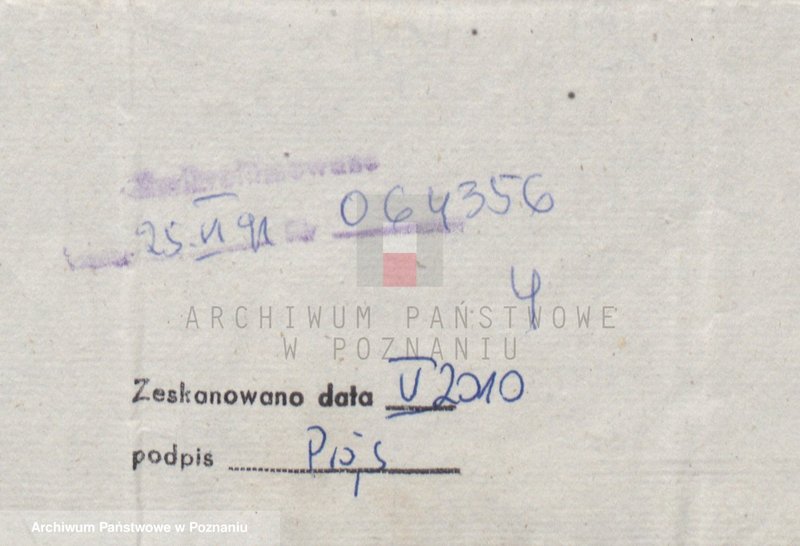 25 VI 91 064356
4
ARCHIWUM PAŃSTWOWE
W POZNANIU
Zeskanowano data V 2010
podpis
Archiwum Państwowe w Poznaniu